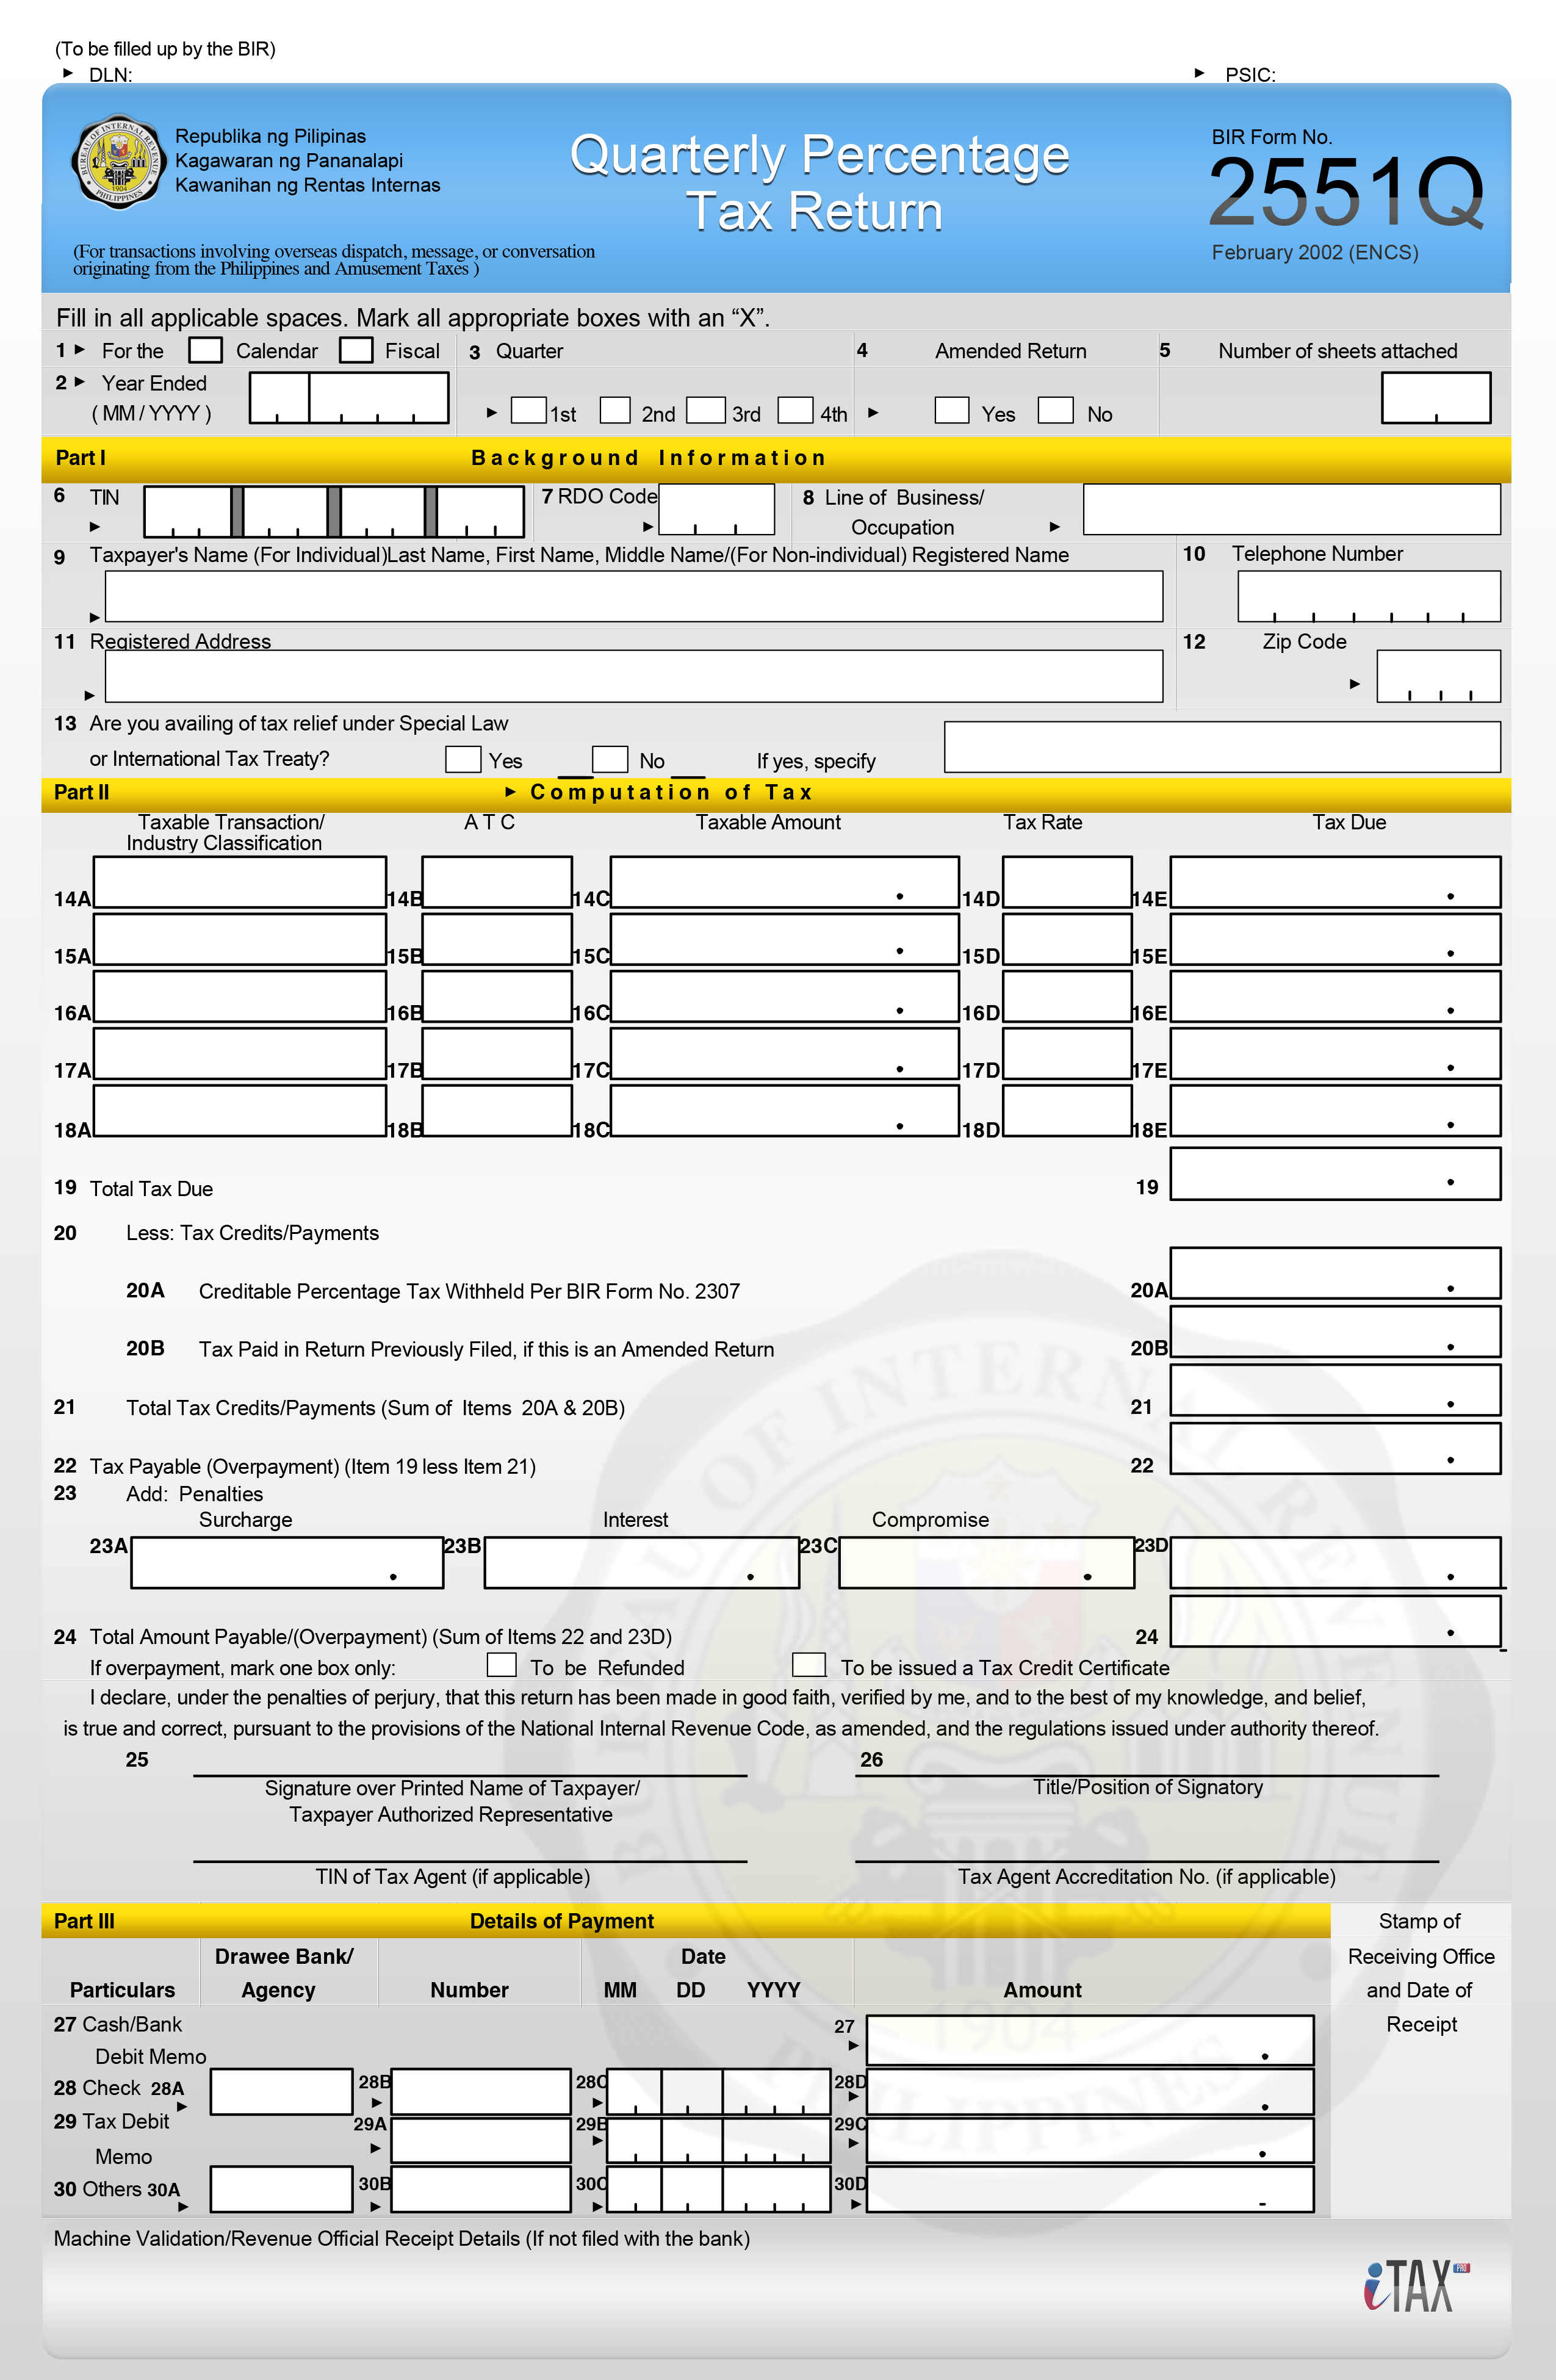 (To be filled up by the BIR)
DLN: PSIC:
BUREAU OF INTERNAL REVENUE
1904
PHILIPPINES
Republika ng Pilipinas
Kagawaran ng Pananalapi
Kawanihan ng Rentas Internas
Quarterly Percentage
Tax Return
BIR Form No.
2551Q
February 2002 (ENCS)
(For transactions involving overseas dispatch, message, or conversation
originating from the Philippines and Amusement Taxes )
Fill in all applicable spaces. Mark all appropriate boxes with an “X”.
1 For the Calendar Fiscal 3 Quarter 4 Amended Return 5 Number of sheets attached
2 Year Ended
( MM / YYYY ) 1st 2nd 3rd 4th Yes No
Part I Background Information
6 TIN 7 RDO Code 8 Line of Business/
Occupation
9 Taxpayer's Name (For Individual)Last Name, First Name, Middle Name/(For Non-individual) Registered Name 10 Telephone Number
11 Registered Address 12 Zip Code
13 Are you availing of tax relief under Special Law
or International Tax Treaty? Yes No If yes, specify
Part II Computation of Tax
Taxable Transaction/ A T C Taxable Amount Tax Rate Tax Due
Industry Classification
14A 14B 14C . 14D 14E .
15A 15B 15C . 15D 15E .
16A 16B 16C . 16D 16E .
17A 17B 17C . 17D 17E .
18A 18B 18C . 18D 18E .
19 Total Tax Due 19 .
20 Less: Tax Credits/Payments
20A Creditable Percentage Tax Withheld Per BIR Form No. 2307 20A .
20B Tax Paid in Return Previously Filed, if this is an Amended Return 20B .
21 Total Tax Credits/Payments (Sum of Items 20A & 20B) 21 .
22 Tax Payable (Overpayment) (Item 19 less Item 21) 22 .
23 Add: Penalties
Surcharge Interest Compromise
23A . 23B . 23C . 23D .
24 Total Amount Payable/(Overpayment) (Sum of Items 22 and 23D) 24 .
If overpayment, mark one box only: To be Refunded To be issued a Tax Credit Certificate
I declare, under the penalties of perjury, that this return has been made in good faith, verified by me, and to the best of my knowledge, and belief,
is true and correct, pursuant to the provisions of the National Internal Revenue Code, as amended, and the regulations issued under authority thereof.
25 26
Signature over Printed Name of Taxpayer/ Title/Position of Signatory
Taxpayer Authorized Representative
TIN of Tax Agent (if applicable) Tax Agent Accreditation No. (if applicable)
BUREAU OF INTERNAL REVENUE
1904
PHILIPPINES
Part III Details of Payment Stamp of
Drawee Bank/ Date Receiving Office
Particulars Agency Number MM DD YYYY Amount and Date of
27 Cash/Bank 27 Receipt
Debit Memo .
28 Check 28A 28B 28C 28D .
29 Tax Debit 29A 29B 29C
Memo .
30 Others 30A 30B 30C 30D -
Machine Validation/Revenue Official Receipt Details (If not filed with the bank)
iTAX PRO